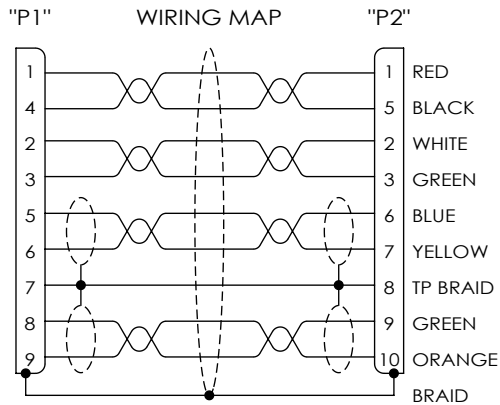 "P1" WIRING MAP "P2"
1 1 RED
4 5 BLACK
2 2 WHITE
3 3 GREEN
5 6 BLUE
6 7 YELLOW
7 8 TP BRAID
8 9 GREEN
9 10 ORANGE
BRAID